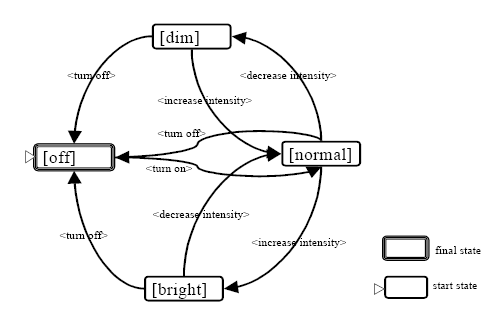 [dim]
<turn off>
<decrease intensity>
<increase intensity>
<turn off>
[off]
[normal]
<turn on>
<decrease intensity>
<turn off>
<increase intensity>
final state
[bright]
start state